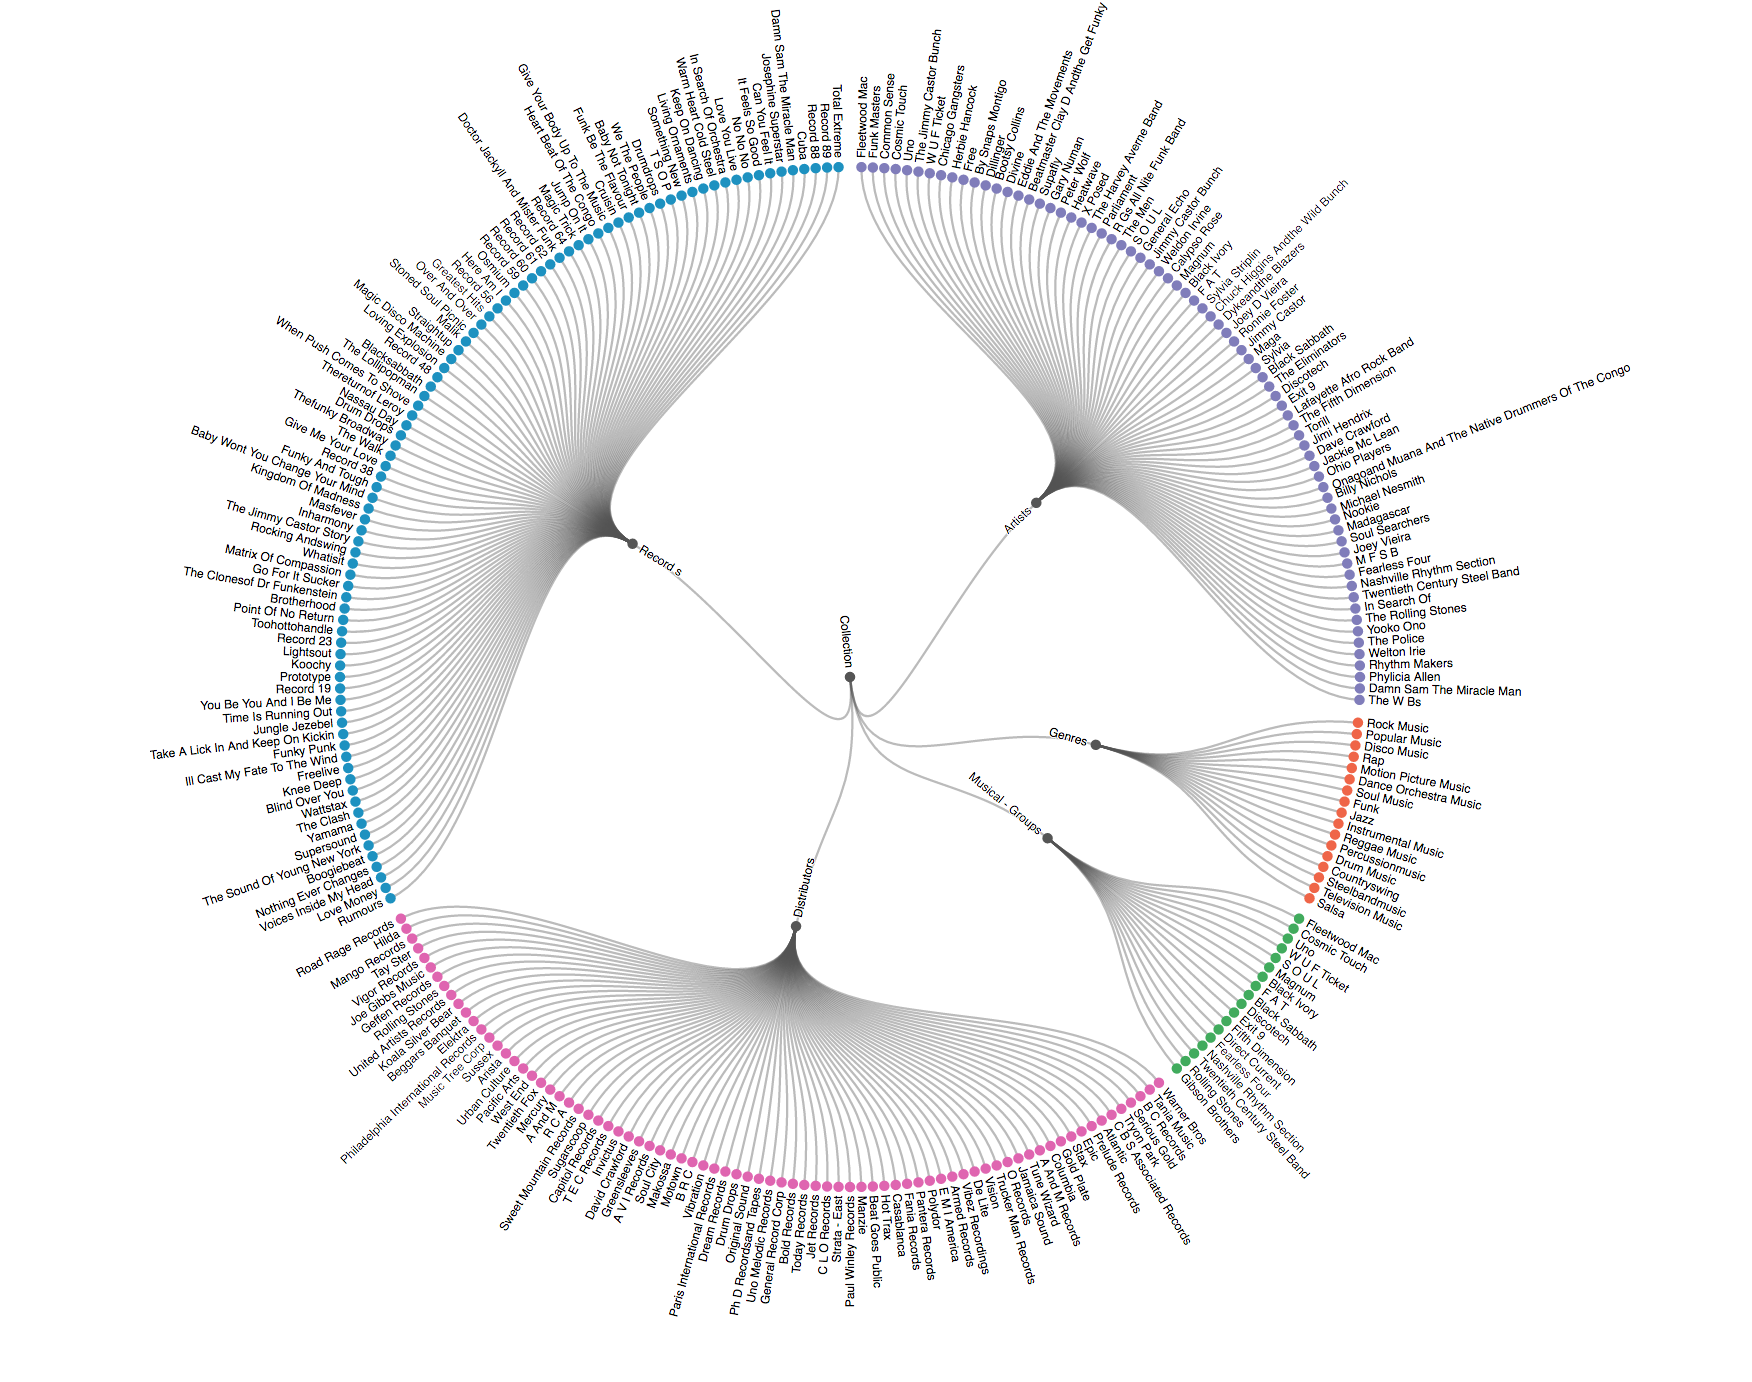 Collection
Artists
Fleetwood Mac
Funk Masters
Common Sense
Cosmic Touch
Uno
The Jimmy Castor Bunch
W U F Ticket
Chicago Gangsters
Herbie Hancock
Free
By Snaps Montigo
Dillinger
Bootsy Collins
Divine
Eddie And The Movements
Beatmaster Clay D Andthe Get Funky
Supafly
Gary Numan
Peter Wolf
Heatwave
X Posed
The Harvey Averne Band
Parliament
R Gs All Nite Funk Band
The Men
S O U L
General Echo
Jimmy Castor Bunch
Weldon Irvine
Calypso Rose
Magnum
Black Ivory
F A T
Sylvia Striplin
Chuck Higgins Andthe Wild Bunch
Dykeandthe Blazers
Joey D Vieira
Ronnie Foster
Jimmy Castor
Maga
Sylvia
Black Sabbath
The Eliminators
Discotech
Exit 9
Lafayette Afro Rock Band
The Fifth Dimension
Torill
Jimi Hendrix
Dave Crawford
Jackie Mc Lean
Ohio Players
Onagoand Muana And The Native Drummers Of The Congo
Billy Nichols
Michael Nesmith
Nookie
Madagascar
Soul Searchers
Joey Vieira
M F S B
Fearless Four
Nashville Rhythm Section
Twentieth Century Steel Band
In Search Of
The Rolling Stones
Yooko Ono
The Police
Welton Irie
Rhythm Makers
Phylicia Allen
Damn Sam The Miracle Man
The W Bs
Genres
Rock Music
Popular Music
Disco Music
Rap
Motion Picture Music
Dance Orchestra Music
Soul Music
Funk
Jazz
Instrumental Music
Reggae Music
Percussionmusic
Drum Music
Countryswing
Steelbandmusic
Television Music
Salsa
Musical - Groups
Fleetwood Mac
Cosmic Touch
Uno
W U F Ticket
S O U L
Magnum
Black Ivory
F A T
Black Sabbath
Discotech
Exit 9
Fifth Dimension
Direct Current
Fearless Four
Nashville Rhythm Section
Twentieth Century Steel Band
Rolling Stones
Gibson Brothers
Distributors
Warner Bros
Tania Music
B C Records
Serious Gold
Tryon Park
C B S Associated Records
Atlantic
Prelude Records
Epic
Stax
Gold Plate
Columbia
A And M Records
Tune Wizard
Jamaica Sound
O Records
Trucker Man Records
Vision
De Lite
Vibez Recordings
Armed Records
E M I America
Polydor
Pantera Records
Fania Records
Casablanca
Hot Trax
Beat Goes Public
Manzie
Paul Winley Records
Strata - East
C L O Records
Jet Records
Today Records
Bold Records
General Record Corp
Uno Melodic Records
Ph D Recordsand Tapes
Original Sound
Drum Drops
Dream Records
Paris International Records
Vibration
B R C
Motown
Makossa
Soul City
A V I Records
Greensleeves
David Crawford
Invictus
T E C Records
Capitol Records
Sugarscoop
Sweet Mountain Records
R C A
A And M
Mercury
Twentieth Fox
West End
Pacific Arts
Urban Culture
Arista
Sussex
Music Tree Corp
Philadelphia International Records
Elektra
Beggars Banquet
Koala Silver Bear
United Artists Records
Rolling Stones
Geffen Records
Joe Gibbs Music
Vigor Records
Tay Ster
Mango Records
Hilda
Road Rage Records
Record s
Rumours
Love Money
Voices Inside My Head
Nothing Ever Changes
Boogiebeat
The Sound Of Young New York
Supersound
Yamama
The Clash
Wattstax
Blind Over You
Knee Deep
Freelive
Ill Cast My Fate To The Wind
Funky Punk
Take A Lick In And Keep On Kickin
Jungle Jezebel
Time Is Running Out
You Be You And I Be Me
Record 19
Prototype
Koochy
Lightsout
Record 23
Toohottohandle
Point Of No Return
Brotherhood
The Clonesof Dr Funkenstein
Go For It Sucker
Matrix Of Compassion
Whatisit
Rocking Andswing
The Jimmy Castor Story
Inharmony
Masfever
Kingdom Of Madness
Baby Wont You Change Your Mind
Funky And Tough
Record 38
Give Me Your Love
The Walk
Thefunky Broadway
Drum Drops
Nassau Day
Thereturnof Leroy
When Push Comes To Shove
The Lollipopman
Blacksabbath
Record 48
Loving Explosion
Magic Disco Machine
Straightup
Malik
Stoned Soul Picnic
Over And Over
Greatest Hits
Record 56
Here Am I
Osmium
Record 59
Record 60
Record 61
Record 62
Doctor Jackyll And Mister Funk
Record 64
Magic Trick
Jump On It
Heart Beat Of The Congo
Give Your Body Up To The Music
Cruisin
Funk Be The Flavour
Baby Not Tonight
We The People
Drumdrops
T S O P
Something New
Living Ornaments
Keep On Dancing
Warm Heart Cold Steel
In Search Of Orchestra
Love You Live
No No No
It Feels So Good
Can You Feel It
Josephine Superstar
Damn Sam The Miracle Man
Cuba
Record 88
Record 89
Total Extreme